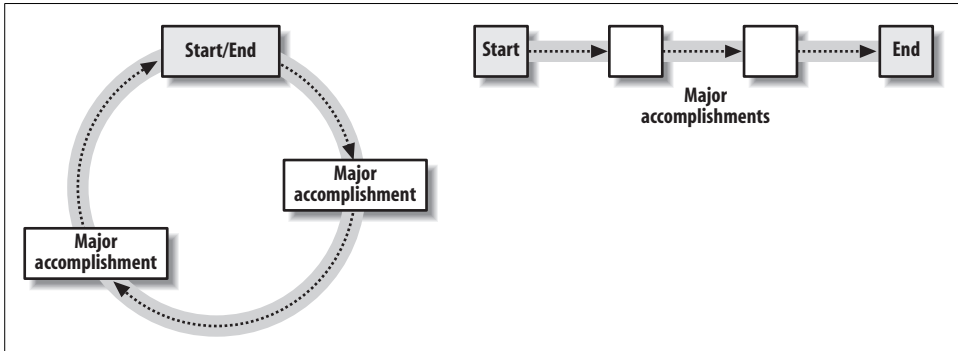 Start/End
Major
accomplishment
Major
accomplishment
Start
End
Major
accomplishments